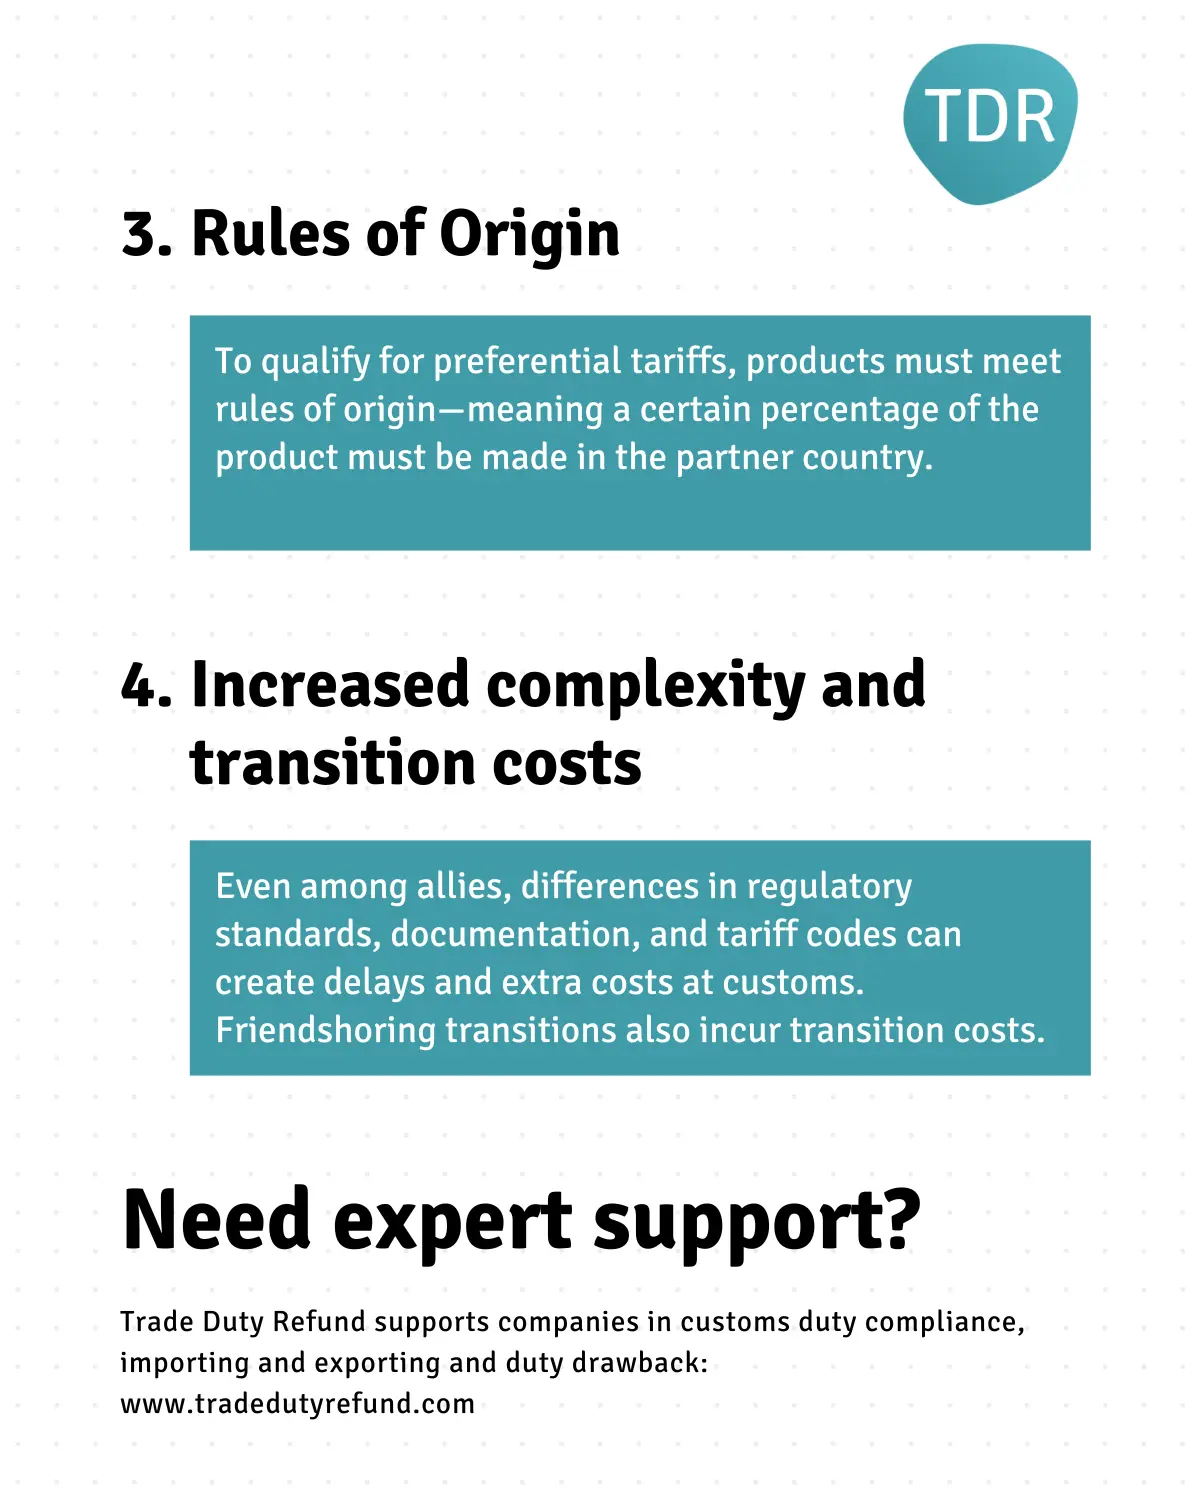 TDR
3. Rules of Origin
To qualify for preferential tariffs, products must meet
rules of origin—meaning a certain percentage of the
product must be made in the partner country.
4. Increased complexity and
transition costs
Even among allies, differences in regulatory
standards, documentation, and tariff codes can
create delays and extra costs at customs.
Friendshoring transitions also incur transition costs.
Need expert support?
Trade Duty Refund supports companies in customs duty compliance,
importing and exporting and duty drawback:
www.tradedutyrefund.com